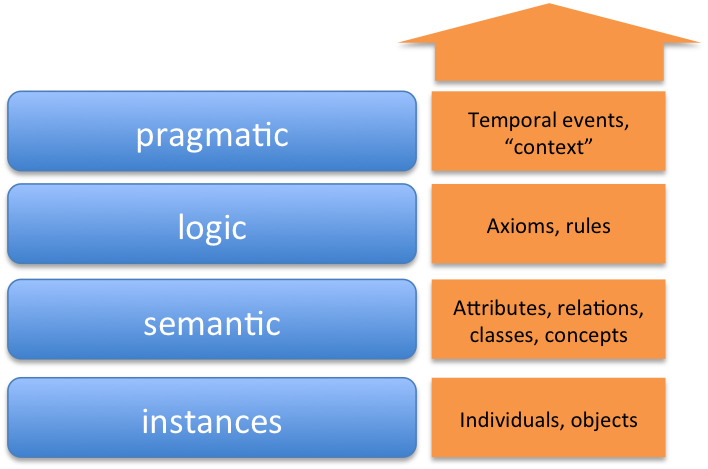 pragmatic
Temporal events,
“context”
logic
Axioms, rules
semantic
Attributes, relations,
classes, concepts
instances
Individuals, objects